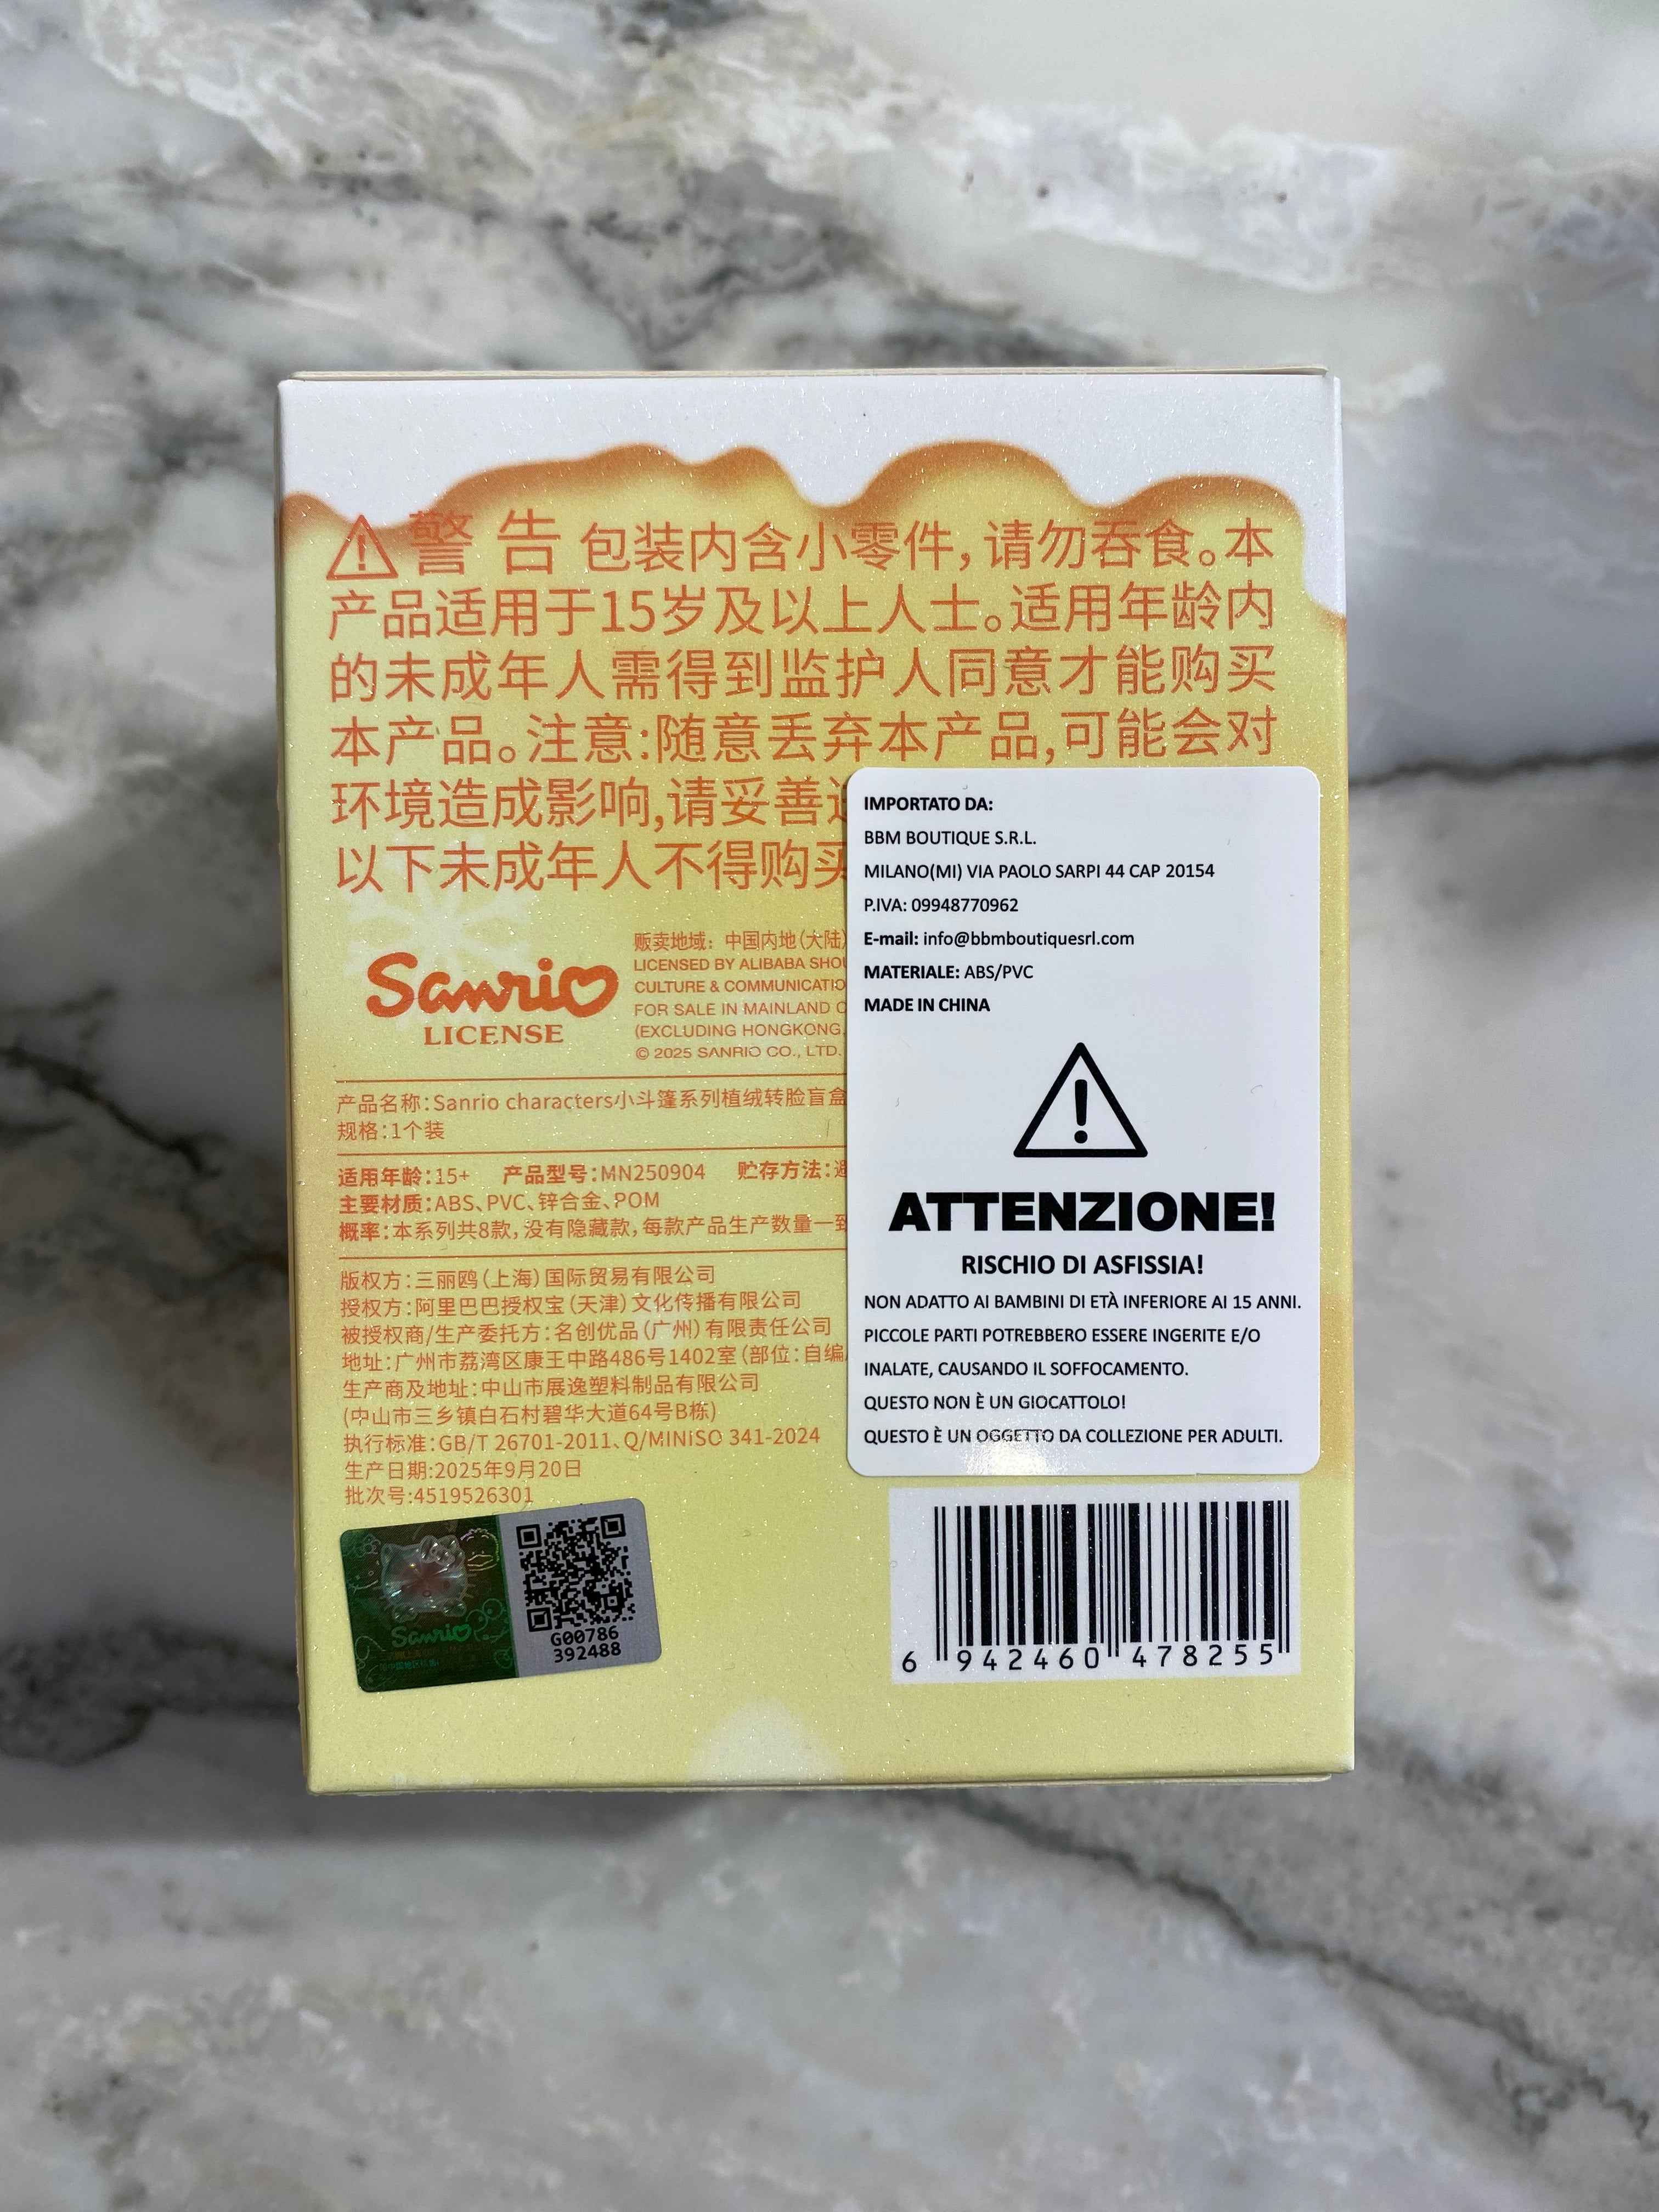 警告 包装内含小零件,请勿吞食。本
产品适用于15岁及以上人士。适用年龄内
的未成年人需得到监护人同意才能购买
本产品。注意:随意丢弃本产品,可能会对
环境造成影响,请妥善
以下未成年人不得购买
Sanrio
LICENSE
贩卖地域:中国内地(大陆)
LICENSED BY ALIBABA
CULTURE &
FOR SALE IN MAINLAND
(EXCLUDING HONGKONG,
© 2025 SANRIO CO., LTD.
产品名称:Sanrio characters小斗篷系列植绒转脸盲盒
规格:1个装
适用年龄:15+ 产品型号:MN250904 贮存方法:
主要材质:ABS、PVC、锌合金、POM
概率:本系列共8款,没有隐藏款,每款产品生产数量一致
版权方:三丽鸥(上海)国际贸易有限公司
授权方:阿里巴巴授权宝(天津)文化传播有限公司
被授权商/生产委托方:名创优品(广州)有限责任公司
地址:广州市荔湾区康王中路486号1402室(部位:自编
生产商及地址:中山市展逸塑料制品有限公司
(中山市三乡镇白石村碧华大道64号B栋)
执行标准:GB/T 26701-2011、Q/MINISO 341-2024
生产日期:2025年9月20日
批次号:4519526301
Sanrio
G00786
392488
IMPORTATO DA:
BBM BOUTIQUE S.R.L.
MILANO(MI) VIA PAOLO SARPI 44 CAP 20154
P.IVA: 09948770962
E-mail: info@bbmboutiquesrl.com
MATERIALE: ABS/PVC
MADE IN CHINA
ATTENZIONE!
RISCHIO DI ASFISSIA!
NON ADATTO AI BAMBINI DI ETÀ INFERIORE AI 15 ANNI.
PICCOLE PARTI POTREBBERO ESSERE INGERITE E/O
INALATE, CAUSANDO IL SOFFOCAMENTO.
QUESTO NON È UN GIOCATTOLO!
QUESTO È UN OGGETTO DA COLLEZIONE PER ADULTI.
6 942460 478255